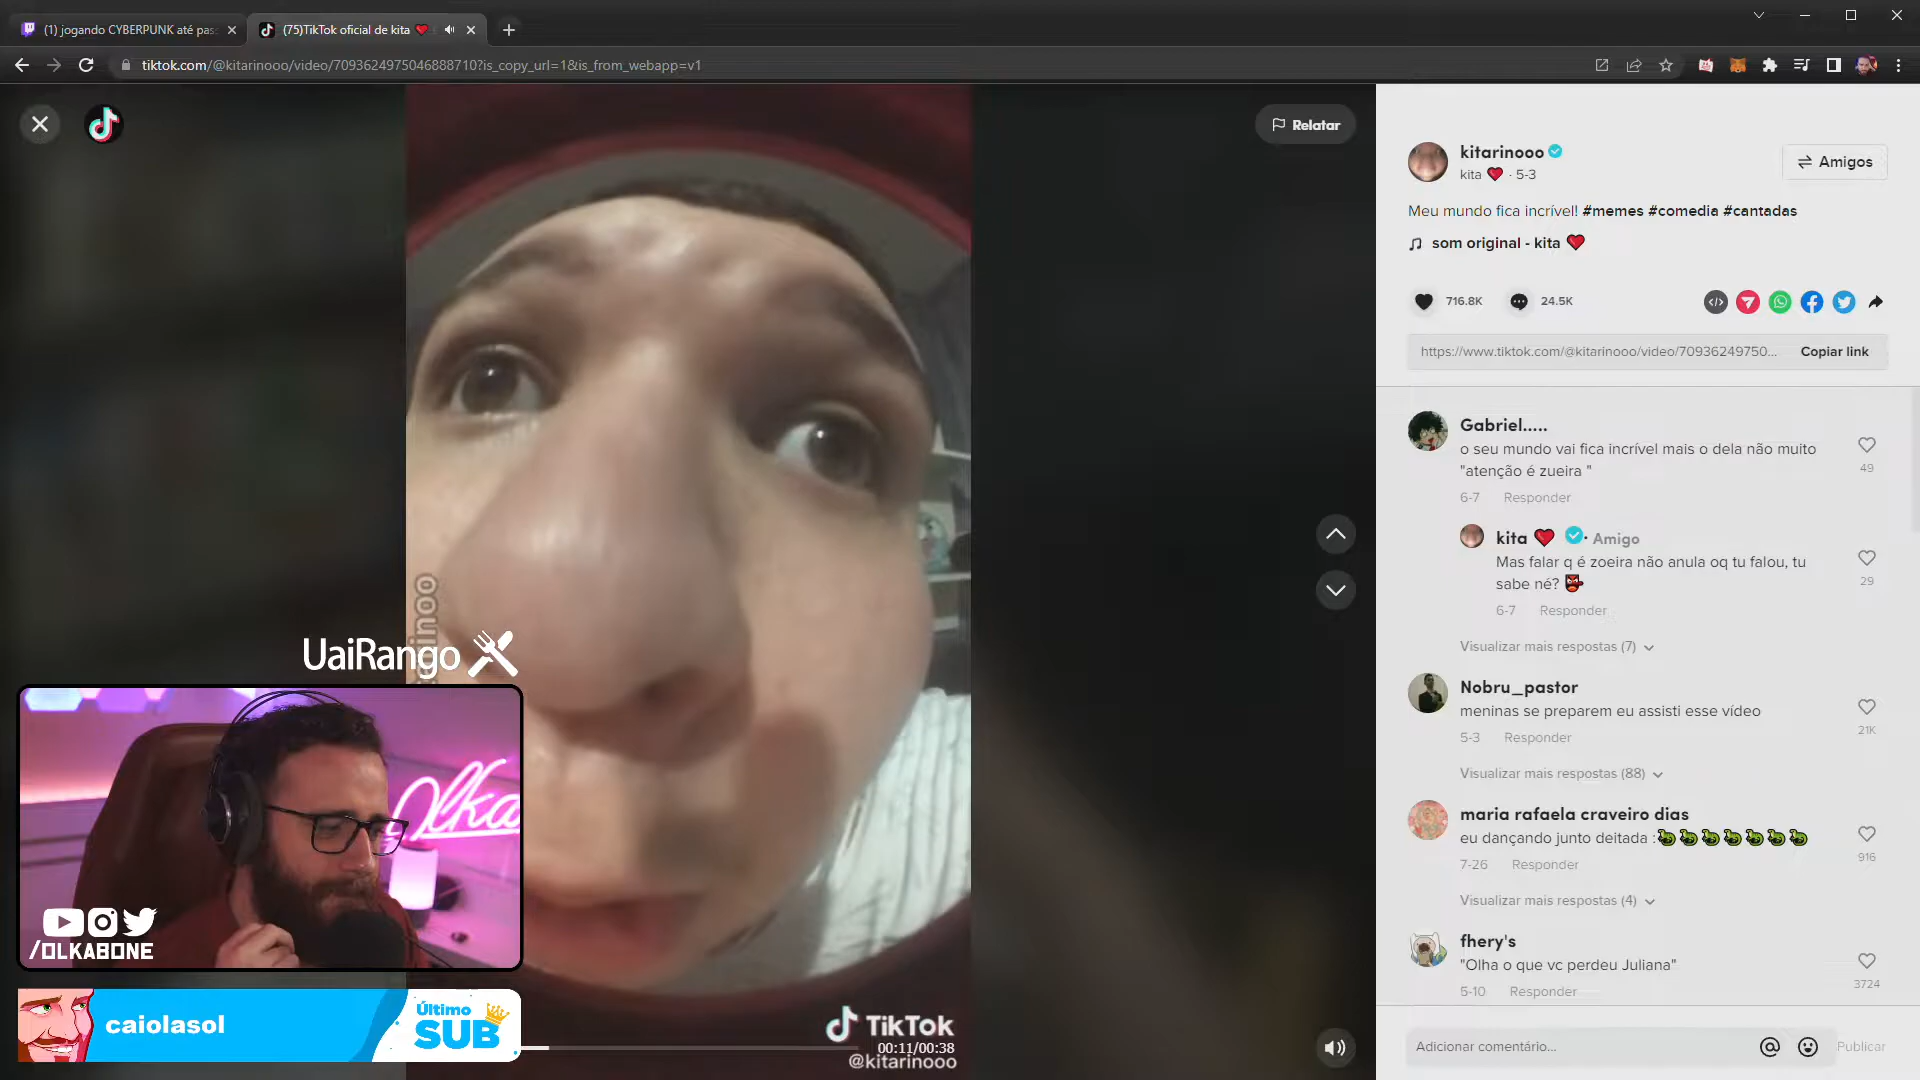 (1) jogando CYBERPUNK até pas
(75)TikTok oficial de kita ❤️
tiktok.com/@kitarinooo/video/7093624975046888710?is_copy_url=1&is_from_webapp=v1
Relatar
UaiRango
Olka
/OLKABONE
caiolasol
Último
SUB
TikTok
00:11/00:38
@kitarinooo
kitarinooo
kita ❤️ · 5-3
Amigos
Meu mundo fica incrível! #memes #comedia #cantadas
som original - kita ❤️
716.8K
24.5K
https://www.tiktok.com/@kitarinooo/video/70936249750...
Copiar link
Gabriel.....
o seu mundo vai fica incrível mais o dela não muito
"atenção é zueira "
49
6-7 Responder
kita ❤️ · Amigo
Mas falar q é zoeira não anula oq tu falou, tu
sabe né? 👺
29
6-7 Responder
Visualizar mais respostas (7)
Nobru_pastor
meninas se preparem eu assisti esse vídeo
21K
5-3 Responder
Visualizar mais respostas (88)
maria rafaela craveiro dias
eu dançando junto deitada :🐛🐛🐛🐛🐛🐛🐛
916
7-26 Responder
Visualizar mais respostas (4)
fhery's
"Olha o que vc perdeu Juliana"
3724
5-10 Responder
Adicionar comentário...
Publicar